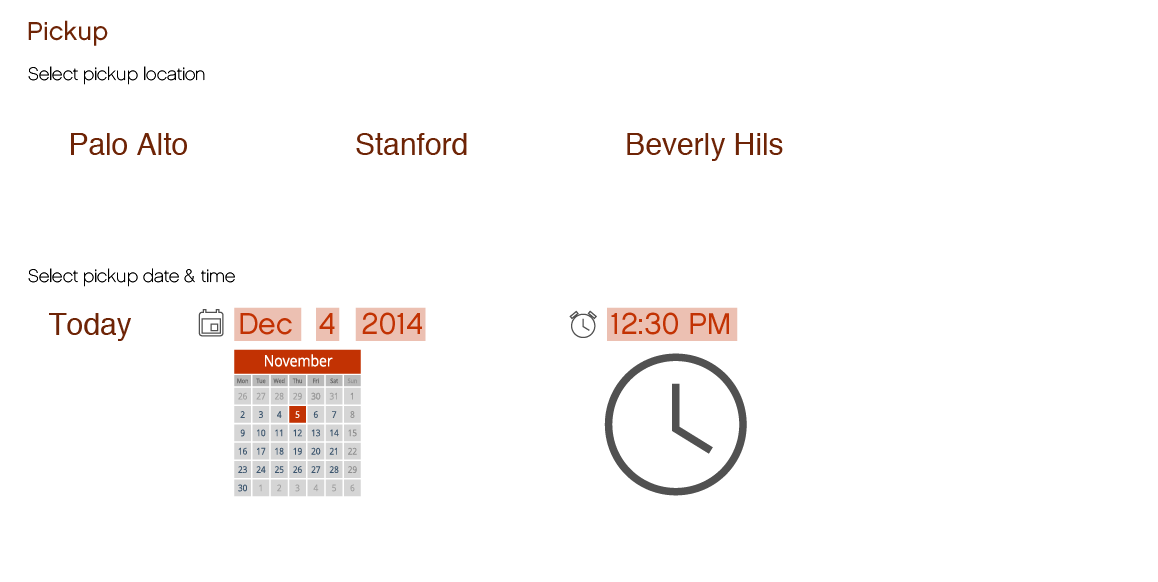 Pickup
Select pickup location
Palo Alto Stanford Beverly Hils
Select pickup date & time
Today Dec 4 2014 12:30 PM
November
Mon Tue Wed Thu Fri Sat Sun
26 27 28 29 30 31 1
2 3 4 5 6 7 8
9 10 11 12 13 14 15
16 17 18 19 20 21 22
23 24 25 26 27 28 29
30 1 2 3 4 5 6